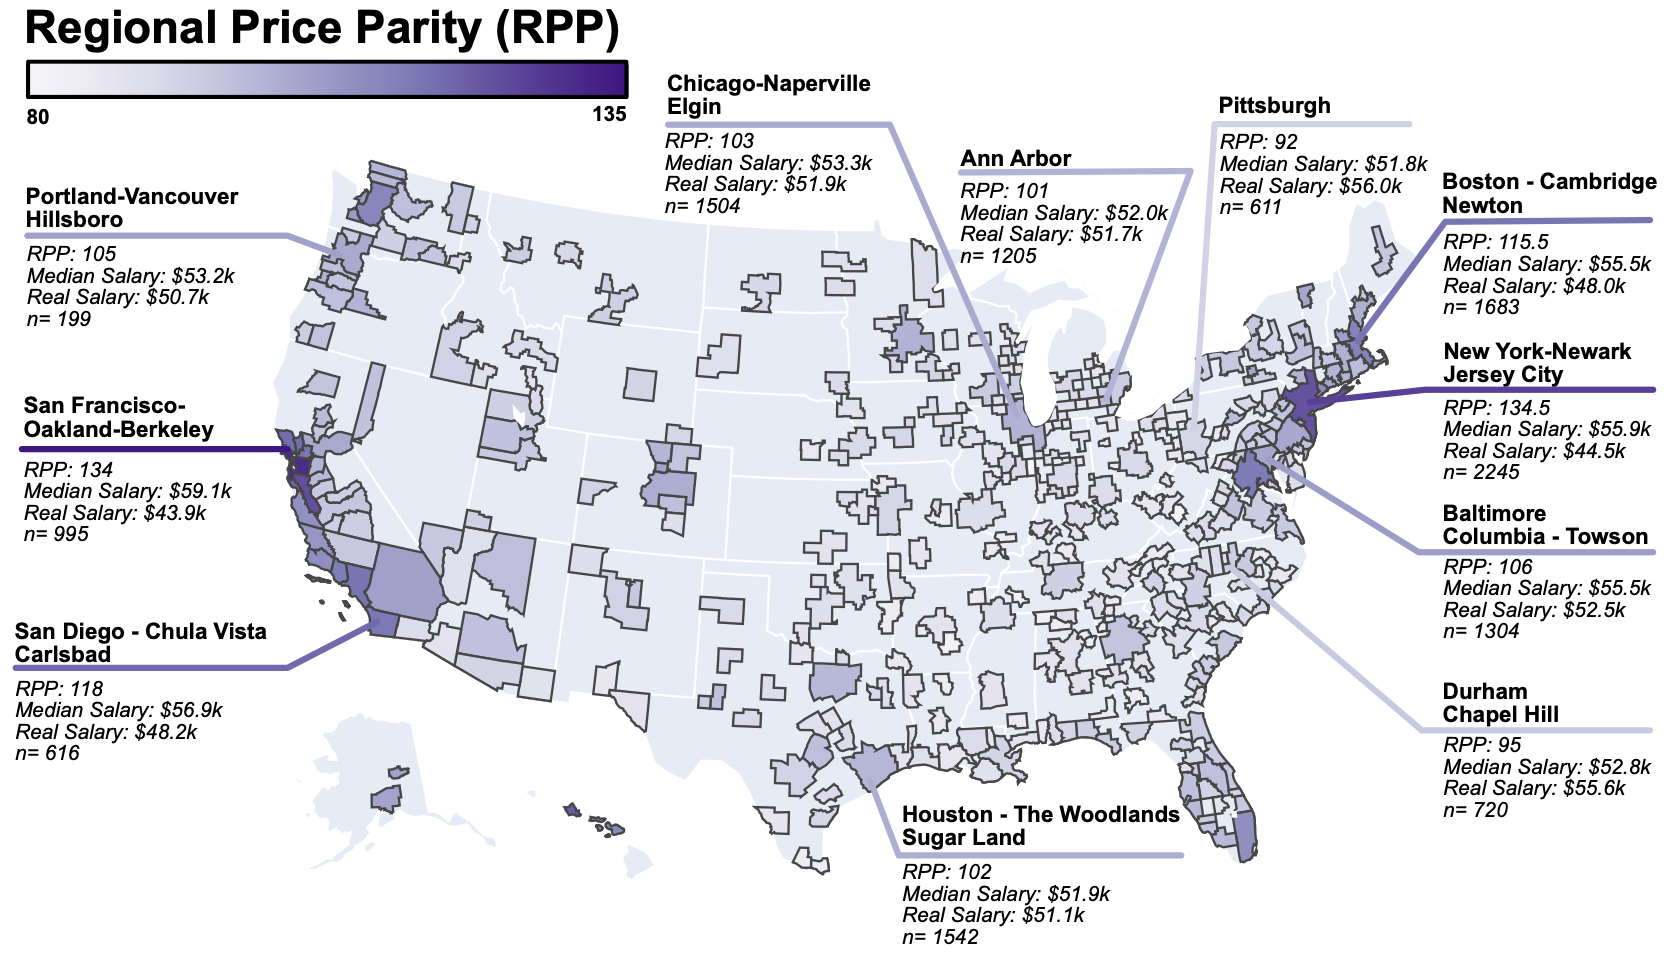 Regional Price Parity (RPP)
80
135
Chicago-Naperville
Elgin
RPP: 103
Median Salary: $53.3k
Real Salary: $51.9k
n= 1504
Ann Arbor
RPP: 101
Median Salary: $52.0k
Real Salary: $51.7k
n= 1205
Pittsburgh
RPP: 92
Median Salary: $51.8k
Real Salary: $56.0k
n= 611
Boston - Cambridge
Newton
RPP: 115.5
Median Salary: $55.5k
Real Salary: $48.0k
n= 1683
Portland-Vancouver
Hillsboro
RPP: 105
Median Salary: $53.2k
Real Salary: $50.7k
n= 199
New York-Newark
Jersey City
RPP: 134.5
Median Salary: $55.9k
Real Salary: $44.5k
n= 2245
San Francisco-
Oakland-Berkeley
RPP: 134
Median Salary: $59.1k
Real Salary: $43.9k
n= 995
Baltimore
Columbia - Towson
RPP: 106
Median Salary: $55.5k
Real Salary: $52.5k
n= 1304
San Diego - Chula Vista
Carlsbad
RPP: 118
Median Salary: $56.9k
Real Salary: $48.2k
n= 616
Durham
Chapel Hill
RPP: 95
Median Salary: $52.8k
Real Salary: $55.6k
n= 720
Houston - The Woodlands
Sugar Land
RPP: 102
Median Salary: $51.9k
Real Salary: $51.1k
n= 1542